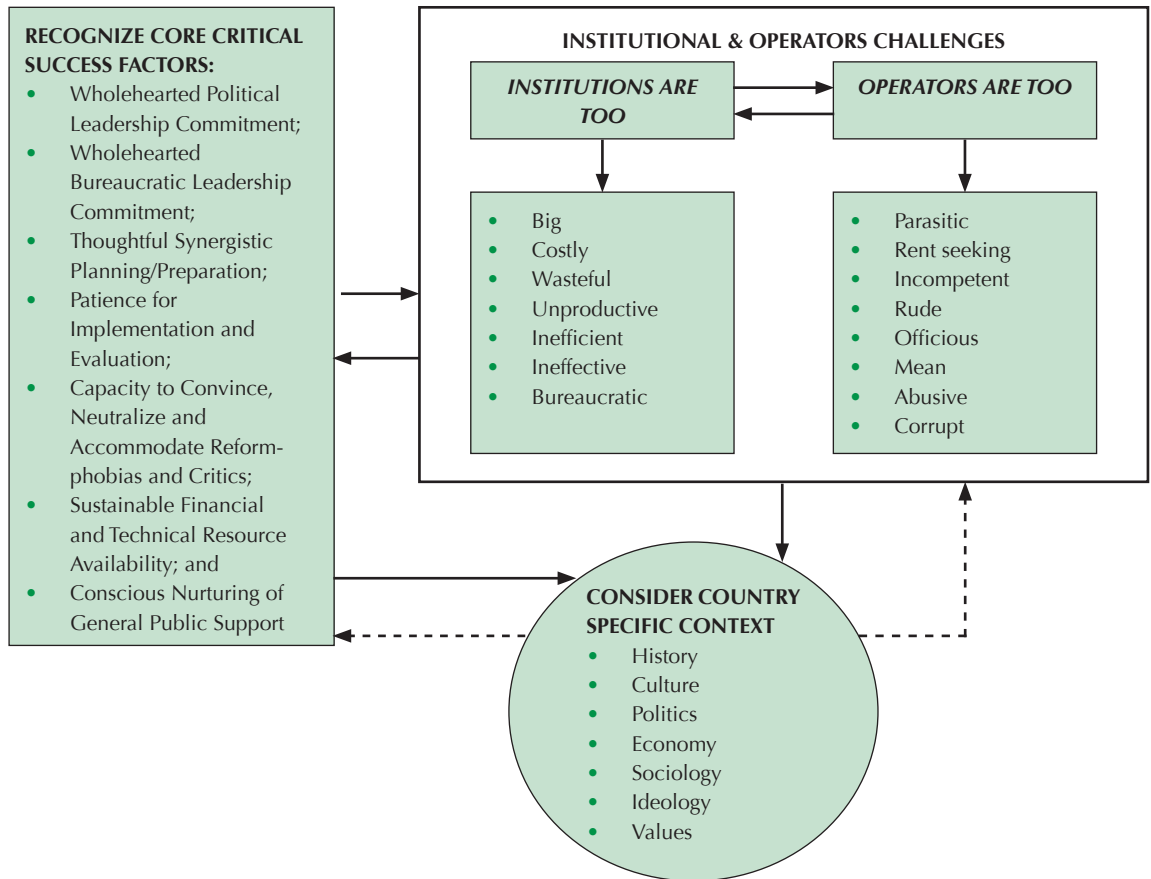 RECOGNIZE CORE CRITICAL
SUCCESS FACTORS:
• Wholehearted Political
Leadership Commitment;
• Wholehearted
Bureaucratic Leadership
Commitment;
• Thoughtful Synergistic
Planning/Preparation;
• Patience for
Implementation and
Evaluation;
• Capacity to Convince,
Neutralize and
Accommodate Reform-
phobias and Critics;
• Sustainable Financial
and Technical Resource
Availability; and
• Conscious Nurturing of
General Public Support
INSTITUTIONAL & OPERATORS CHALLENGES
INSTITUTIONS ARE
TOO
• Big
• Costly
• Wasteful
• Unproductive
• Inefficient
• Ineffective
• Bureaucratic
OPERATORS ARE TOO
• Parasitic
• Rent seeking
• Incompetent
• Rude
• Officious
• Mean
• Abusive
• Corrupt
CONSIDER COUNTRY
SPECIFIC CONTEXT
• History
• Culture
• Politics
• Economy
• Sociology
• Ideology
• Values